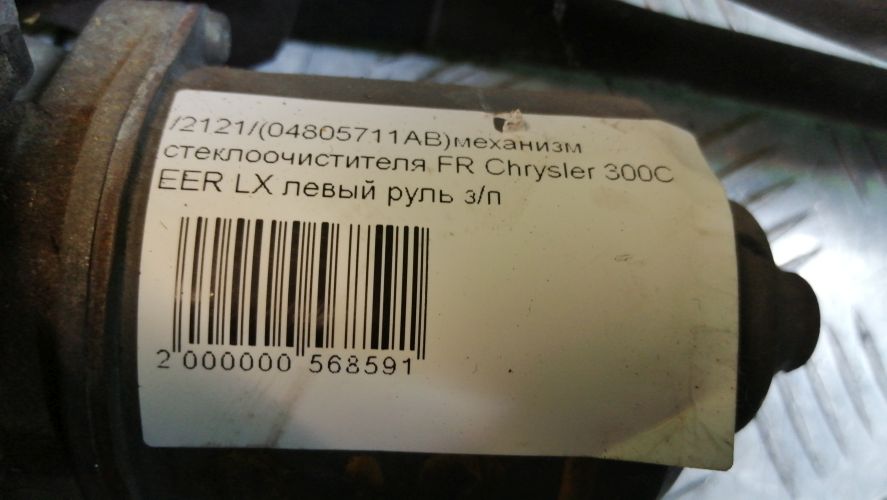 /2121/(04805711AB)механизм
стеклоочистителя FR Chrysler 300C
EER LX левый руль з/п
2 000000 568591